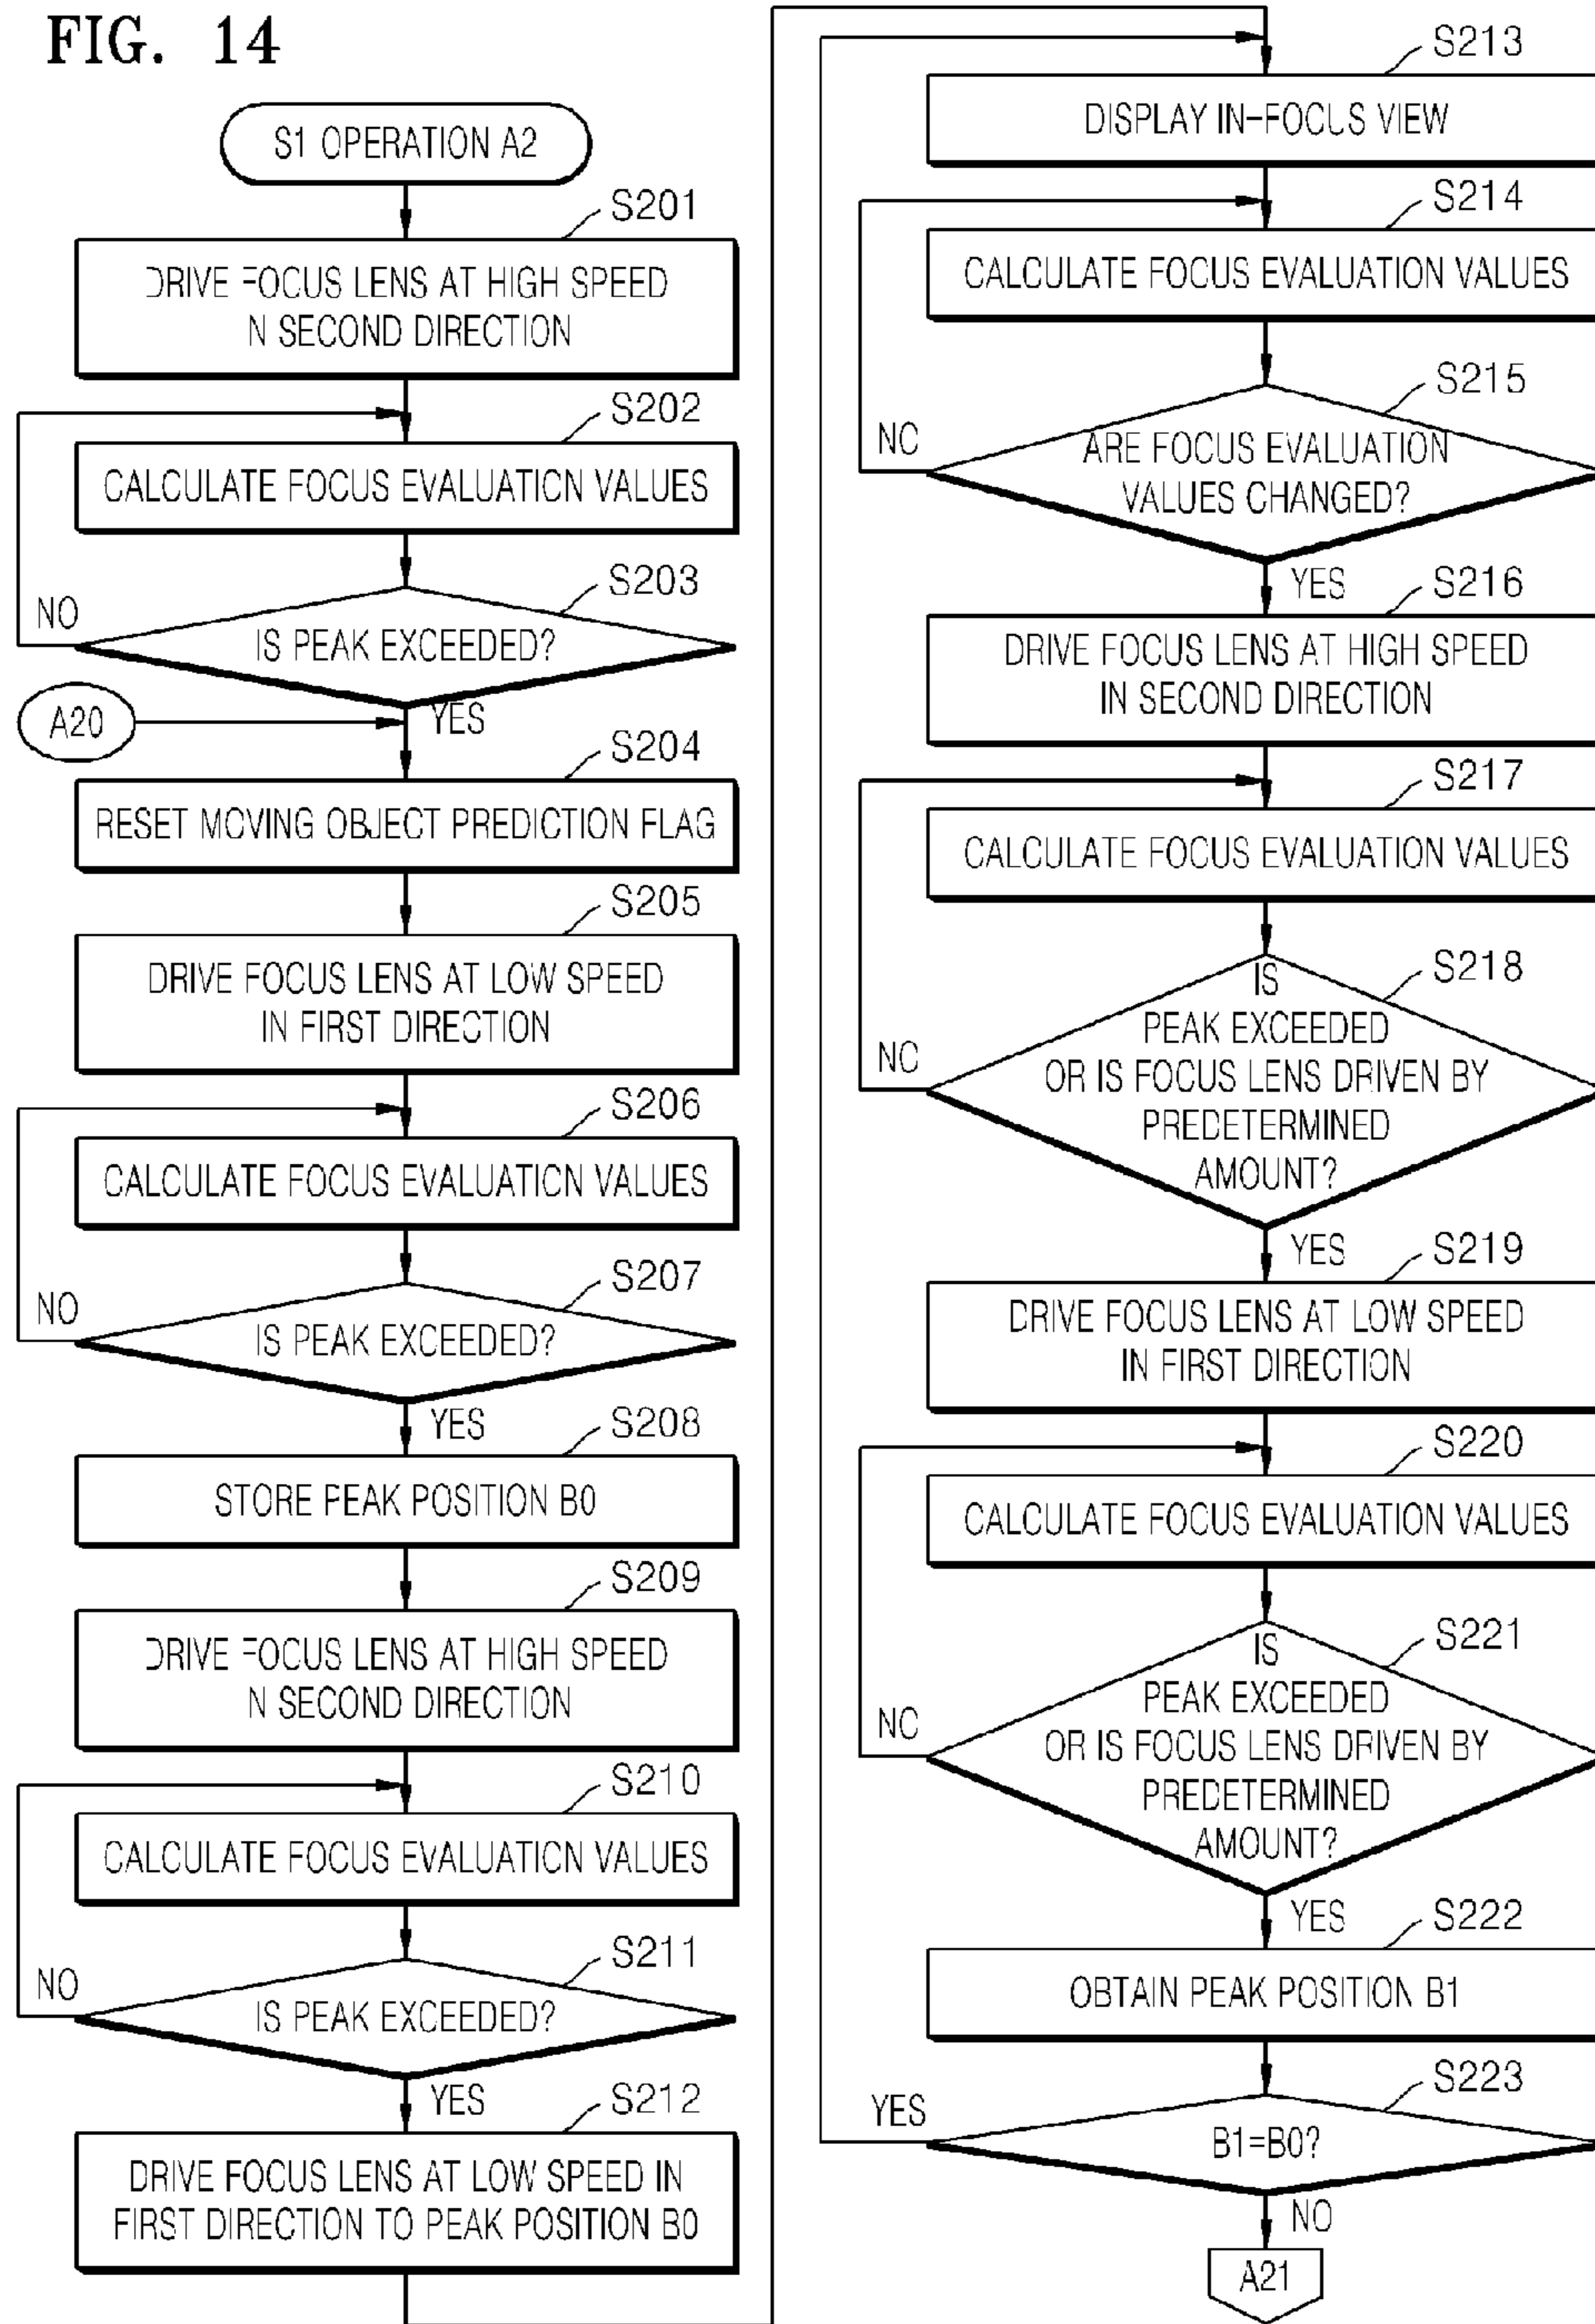 FIG. 14
S1 OPERATION A2
S201
DRIVE FOCUS LENS AT HIGH SPEED
IN SECOND DIRECTION
S202
CALCULATE FOCUS EVALUATION VALUES
S203
NO
IS PEAK EXCEEDED?
A20
YES
S204
RESET MOVING OBJECT PREDICTION FLAG
S205
DRIVE FOCUS LENS AT LOW SPEED
IN FIRST DIRECTION
S206
CALCULATE FOCUS EVALUATION VALUES
S207
NO
IS PEAK EXCEEDED?
YES
S208
STORE PEAK POSITION B0
S209
DRIVE FOCUS LENS AT HIGH SPEED
IN SECOND DIRECTION
S210
CALCULATE FOCUS EVALUATION VALUES
S211
NO
IS PEAK EXCEEDED?
YES
S212
DRIVE FOCUS LENS AT LOW SPEED IN
FIRST DIRECTION TO PEAK POSITION B0
S213
DISPLAY IN-FOCUS VIEW
S214
CALCULATE FOCUS EVALUATION VALUES
S215
NO
ARE FOCUS EVALUATION
VALUES CHANGED?
YES
S216
DRIVE FOCUS LENS AT HIGH SPEED
IN SECOND DIRECTION
S217
CALCULATE FOCUS EVALUATION VALUES
S218
IS
PEAK EXCEEDED
NO
OR IS FOCUS LENS DRIVEN BY
PREDETERMINED
AMOUNT?
YES
S219
DRIVE FOCUS LENS AT LOW SPEED
IN FIRST DIRECTION
S220
CALCULATE FOCUS EVALUATION VALUES
S221
IS
PEAK EXCEEDED
NO
OR IS FOCUS LENS DRIVEN BY
PREDETERMINED
AMOUNT?
YES
S222
OBTAIN PEAK POSITION B1
S223
YES
B1=B0?
NO
A21